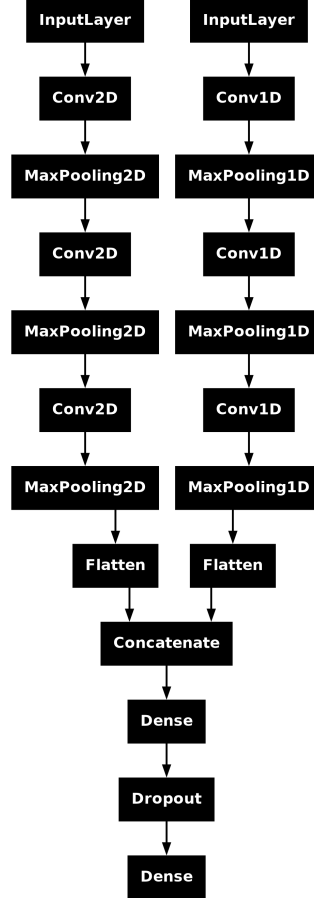 InputLayer
InputLayer
Conv2D
Conv1D
MaxPooling2D
MaxPooling1D
Conv2D
Conv1D
MaxPooling2D
MaxPooling1D
Conv2D
Conv1D
MaxPooling2D
MaxPooling1D
Flatten
Flatten
Concatenate
Dense
Dropout
Dense